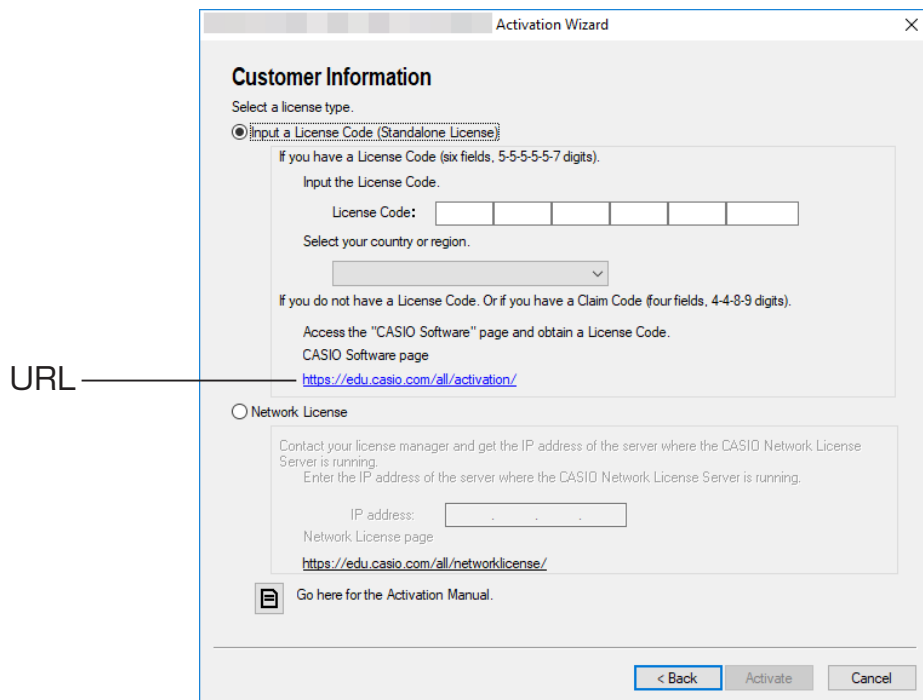 Activation Wizard
Customer Information
Select a license type.
Input a License Code (Standalone License)
If you have a License Code (six fields, 5-5-5-5-5-7 digits).
Input the License Code.
License Code:
Select your country or region.
If you do not have a License Code. Or if you have a Claim Code (four fields, 4-4-8-9 digits).
Access the "CASIO Software" page and obtain a License Code.
CASIO Software page
URL
https://edu.casio.com/all/activation/
Network License
Contact your license manager and get the IP address of the server where the CASIO Network License
Server is running.
Enter the IP address of the server where the CASIO Network License Server is running.
IP address: . . .
Network License page
https://edu.casio.com/all/networklicense/
Go here for the Activation Manual.
< Back Activate Cancel